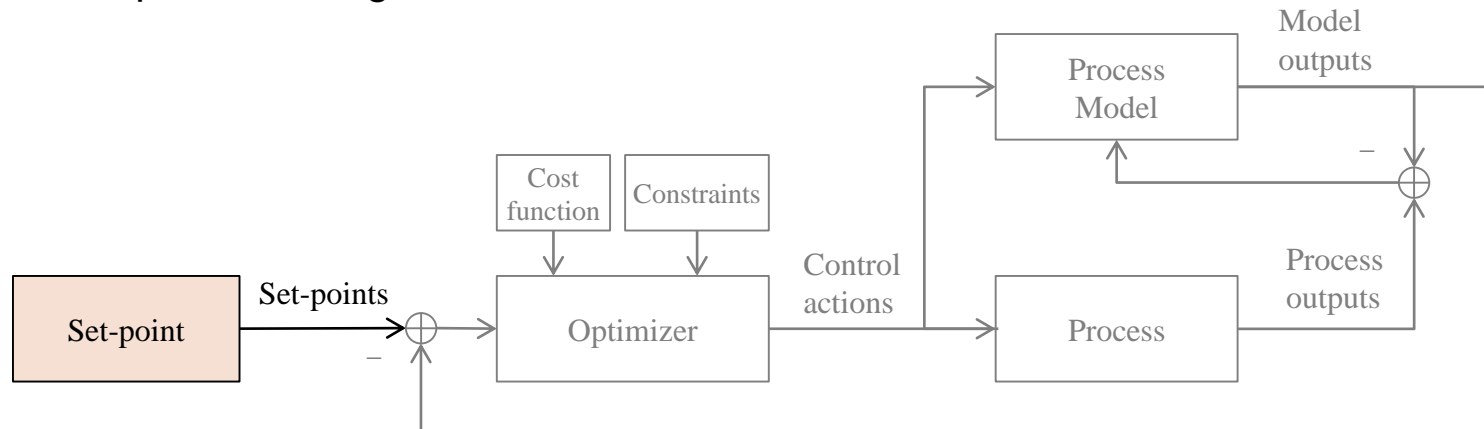 Model
outputs
Process
Model
−
Cost
function
Constraints
Control
actions
Process
outputs
Set-points
Set-point
Optimizer
Process
−